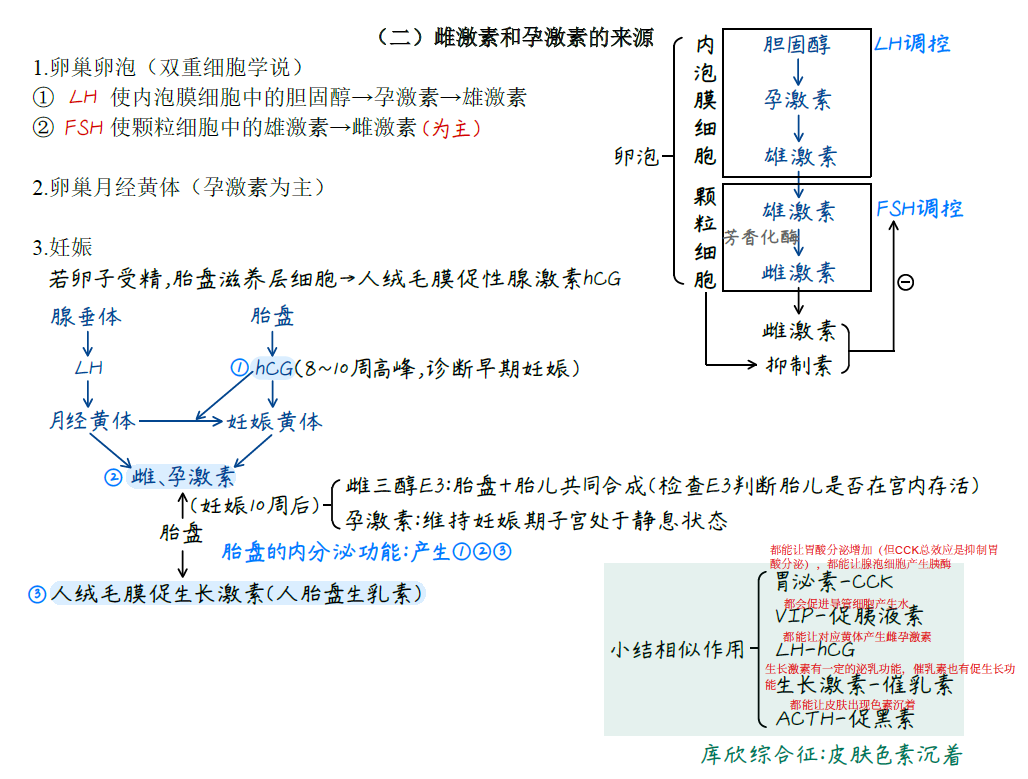 （二）雌激素和孕激素的来源
1.卵巢卵泡（双重细胞学说）
① LH 使内泡膜细胞中的胆固醇→孕激素→雄激素
② FSH 使颗粒细胞中的雄激素→雌激素(为主)
2.卵巢月经黄体（孕激素为主）
3.妊娠
若卵子受精,胎盘滋养层细胞→人绒毛膜促性腺激素hCG
卵泡
内泡膜细胞
胆固醇
LH调控
孕激素
雄激素
颗粒细胞
雄激素
FSH调控
芳香化酶
雌激素
雌激素
抑制素
腺垂体
胎盘
LH
①hCG(8~10周高峰,诊断早期妊娠)
月经黄体
妊娠黄体
②雌、孕激素
(妊娠10周后)
雌三醇E3:胎盘+胎儿共同合成(检查E3判断胎儿是否在宫内存活)
孕激素:维持妊娠期子宫处于静息状态
胎盘
胎盘的内分泌功能:产生①②③
③人绒毛膜促生长激素(人胎盘生乳素)
小结相似作用
都能让胃酸分泌增加（但CCK总效应是抑制胃
酸分泌），都能让腺泡细胞产生胰酶
胃泌素-CCK
都会促进导管细胞产生水
VIP-促胰液素
都能让对应黄体产生雌孕激素
LH-hCG
生长激素有一定的泌乳功能，催乳素也有促生长功
能
生长激素-催乳素
都能让皮肤出现色素沉着
ACTH-促黑素
库欣综合征:皮肤色素沉着